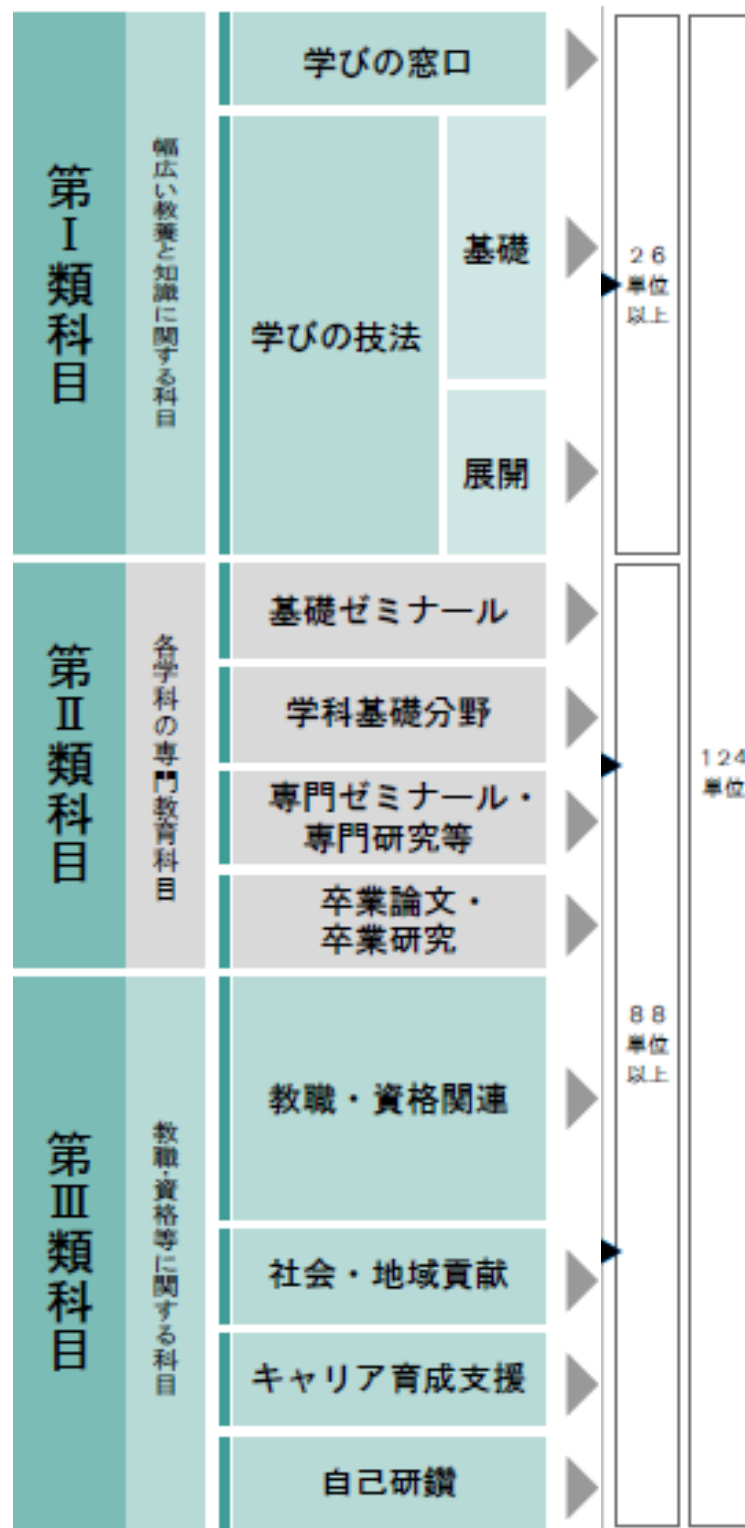 第Ⅰ類科目
幅広い教養と知識に関する科目
学びの窓口
学びの技法
基礎
展開
26
単位
以上
第Ⅱ類科目
各学科の専門教育科目
基礎ゼミナール
学科基礎分野
専門ゼミナール・
専門研究等
卒業論文・
卒業研究
第Ⅲ類科目
教職・資格等に関する科目
教職・資格関連
社会・地域貢献
キャリア育成支援
自己研鑽
88
単位
以上
124
単位